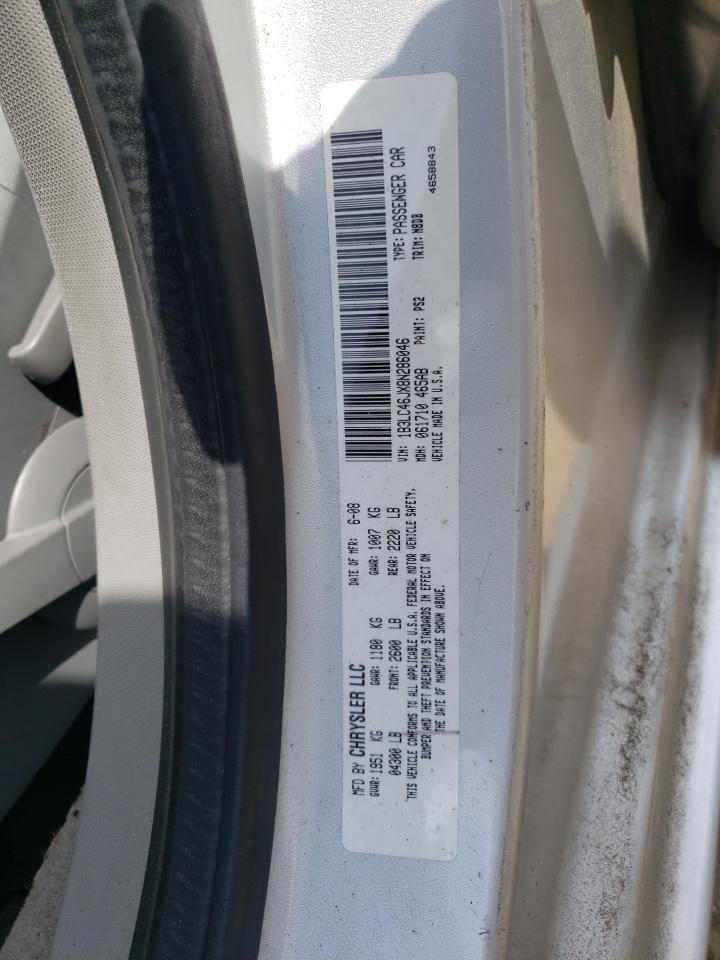 MFD BY CHRYSLER LLC
DATE OF MFR: 6-08
GVWR: 1951 KG
GAWR: 1180 KG
GAWR: 1007 KG
04300 LB
FRONT: 2600 LB
REAR: 2220 LB
THIS VEHICLE CONFORMS TO ALL APPLICABLE U.S.A. FEDERAL MOTOR VEHICLE SAFETY,
BUMPER AND THEFT PREVENTION STANDARDS IN EFFECT ON
THE DATE OF MANUFACTURE SHOWN ABOVE.
VIN: 1B3LC46JX8N286046
TYPE: PASSENGER CAR
MDH: 061710 465AB
PAINT: PS2
TRIM: N8DB
VEHICLE MADE IN U.S.A.
4658843